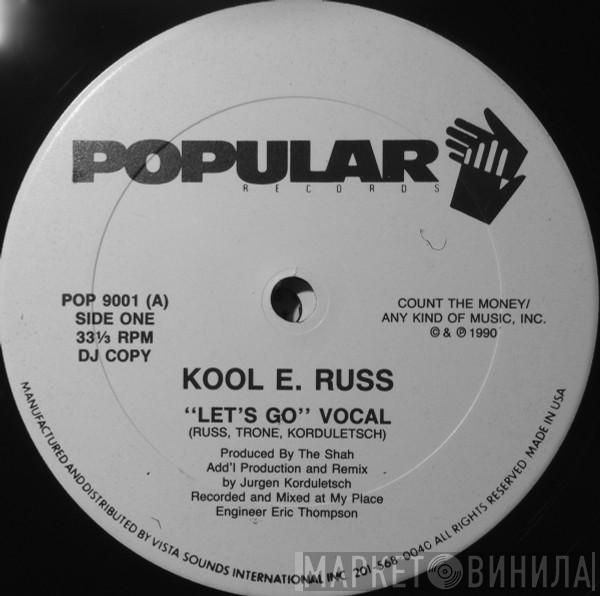 POPULAR
RECORDS
POP 9001 (A)
SIDE ONE
33⅓ RPM
DJ COPY
COUNT THE MONEY/
ANY KIND OF MUSIC, INC.
© & ℗ 1990
KOOL E. RUSS
"LET'S GO" VOCAL
(RUSS, TRONE, KORDULETSCH)
Produced By The Shah
Add'l Production and Remix
by Jurgen Korduletsch
Recorded and Mixed at My Place
Engineer Eric Thompson
MANUFACTURED AND DISTRIBUTED BY VISTA SOUNDS INTERNATIONAL INC. 201-568-0040 ALL RIGHTS RESERVED MADE IN USA
МАРКЕТ ВИНИЛА